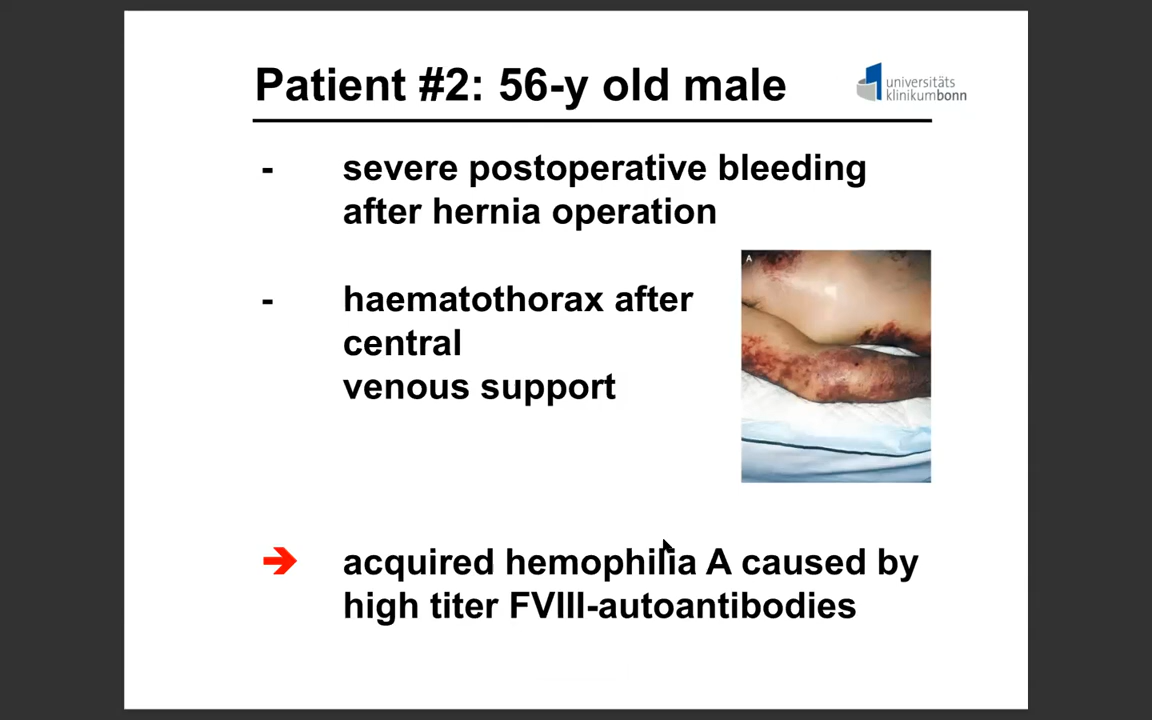 Patient #2: 56-y old male
universitäts
klinikumbonn
- severe postoperative bleeding
after hernia operation
A
- haematothorax after
central
venous support
➔ acquired hemophilia A caused by
high titer FVIII-autoantibodies